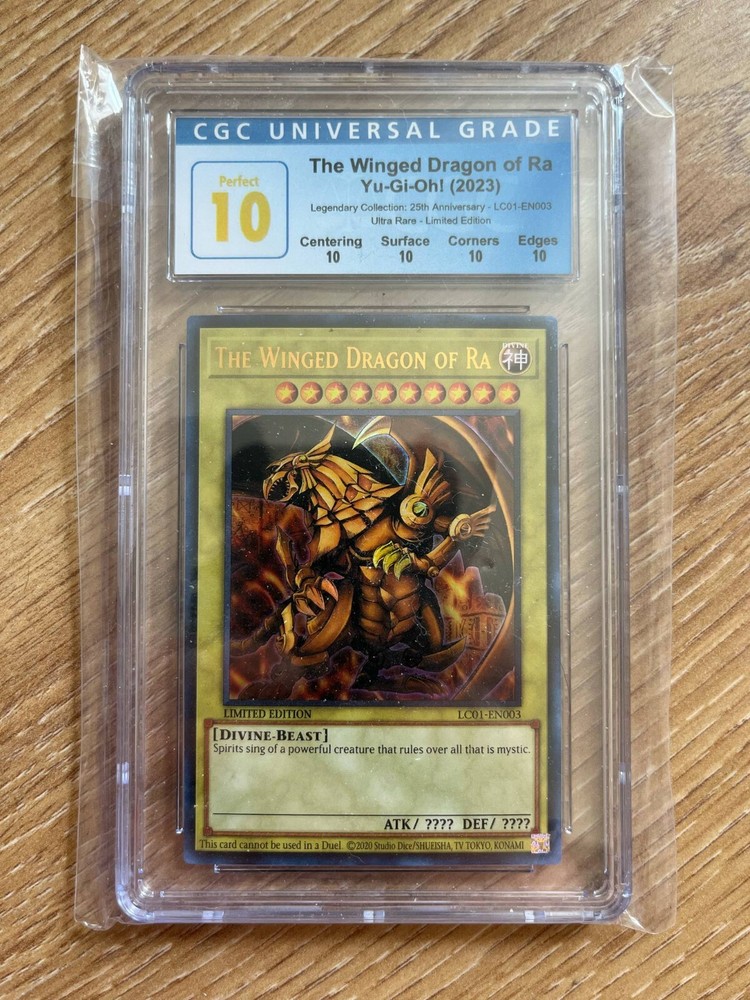 CGC UNIVERSAL GRADE
Perfect
10
The Winged Dragon of Ra
Yu-Gi-Oh! (2023)
Legendary Collection: 25th Anniversary - LC01-EN003
Ultra Rare - Limited Edition
Centering Surface Corners Edges
10 10 10 10
THE WINGED DRAGON OF RA
DIVINE
神
LIMITED EDITION LC01-EN003
[DIVINE-BEAST]
Spirits sing of a powerful creature that rules over all that is mystic.
ATK/ ???? DEF/ ????
This card cannot be used in a Duel. ©2020 Studio Dice/SHUEISHA, TV TOKYO, KONAMI